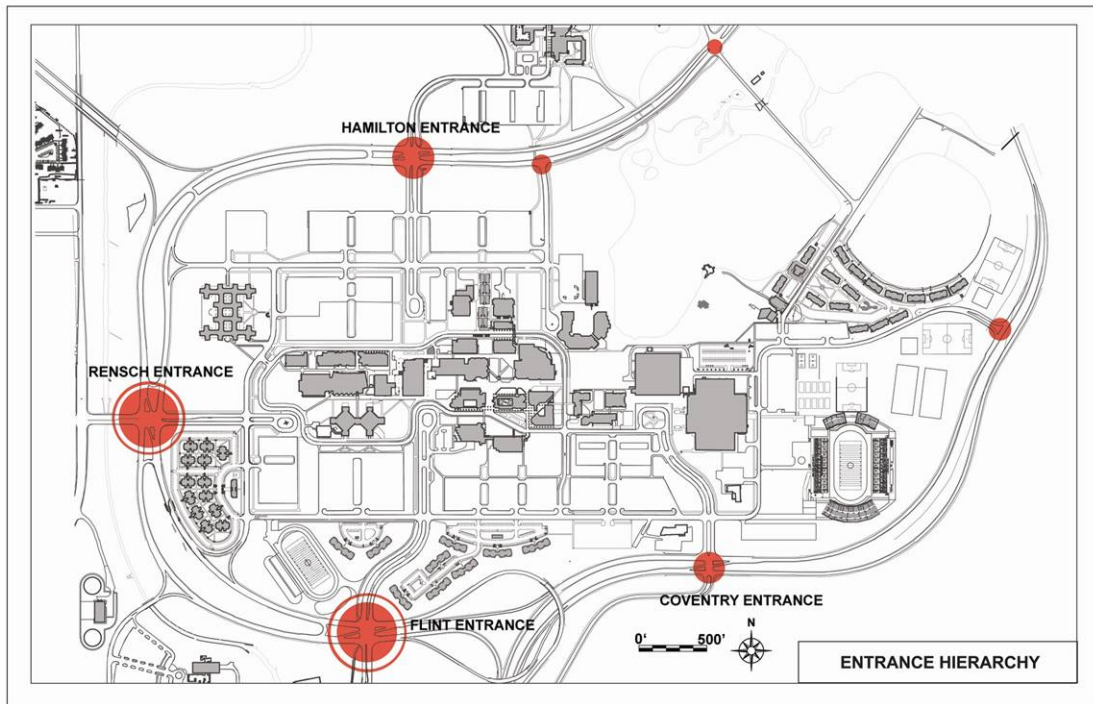 HAMILTON ENTRANCE
RENSCH ENTRANCE
FLINT ENTRANCE
COVENTRY ENTRANCE
N
0' 500'
ENTRANCE HIERARCHY